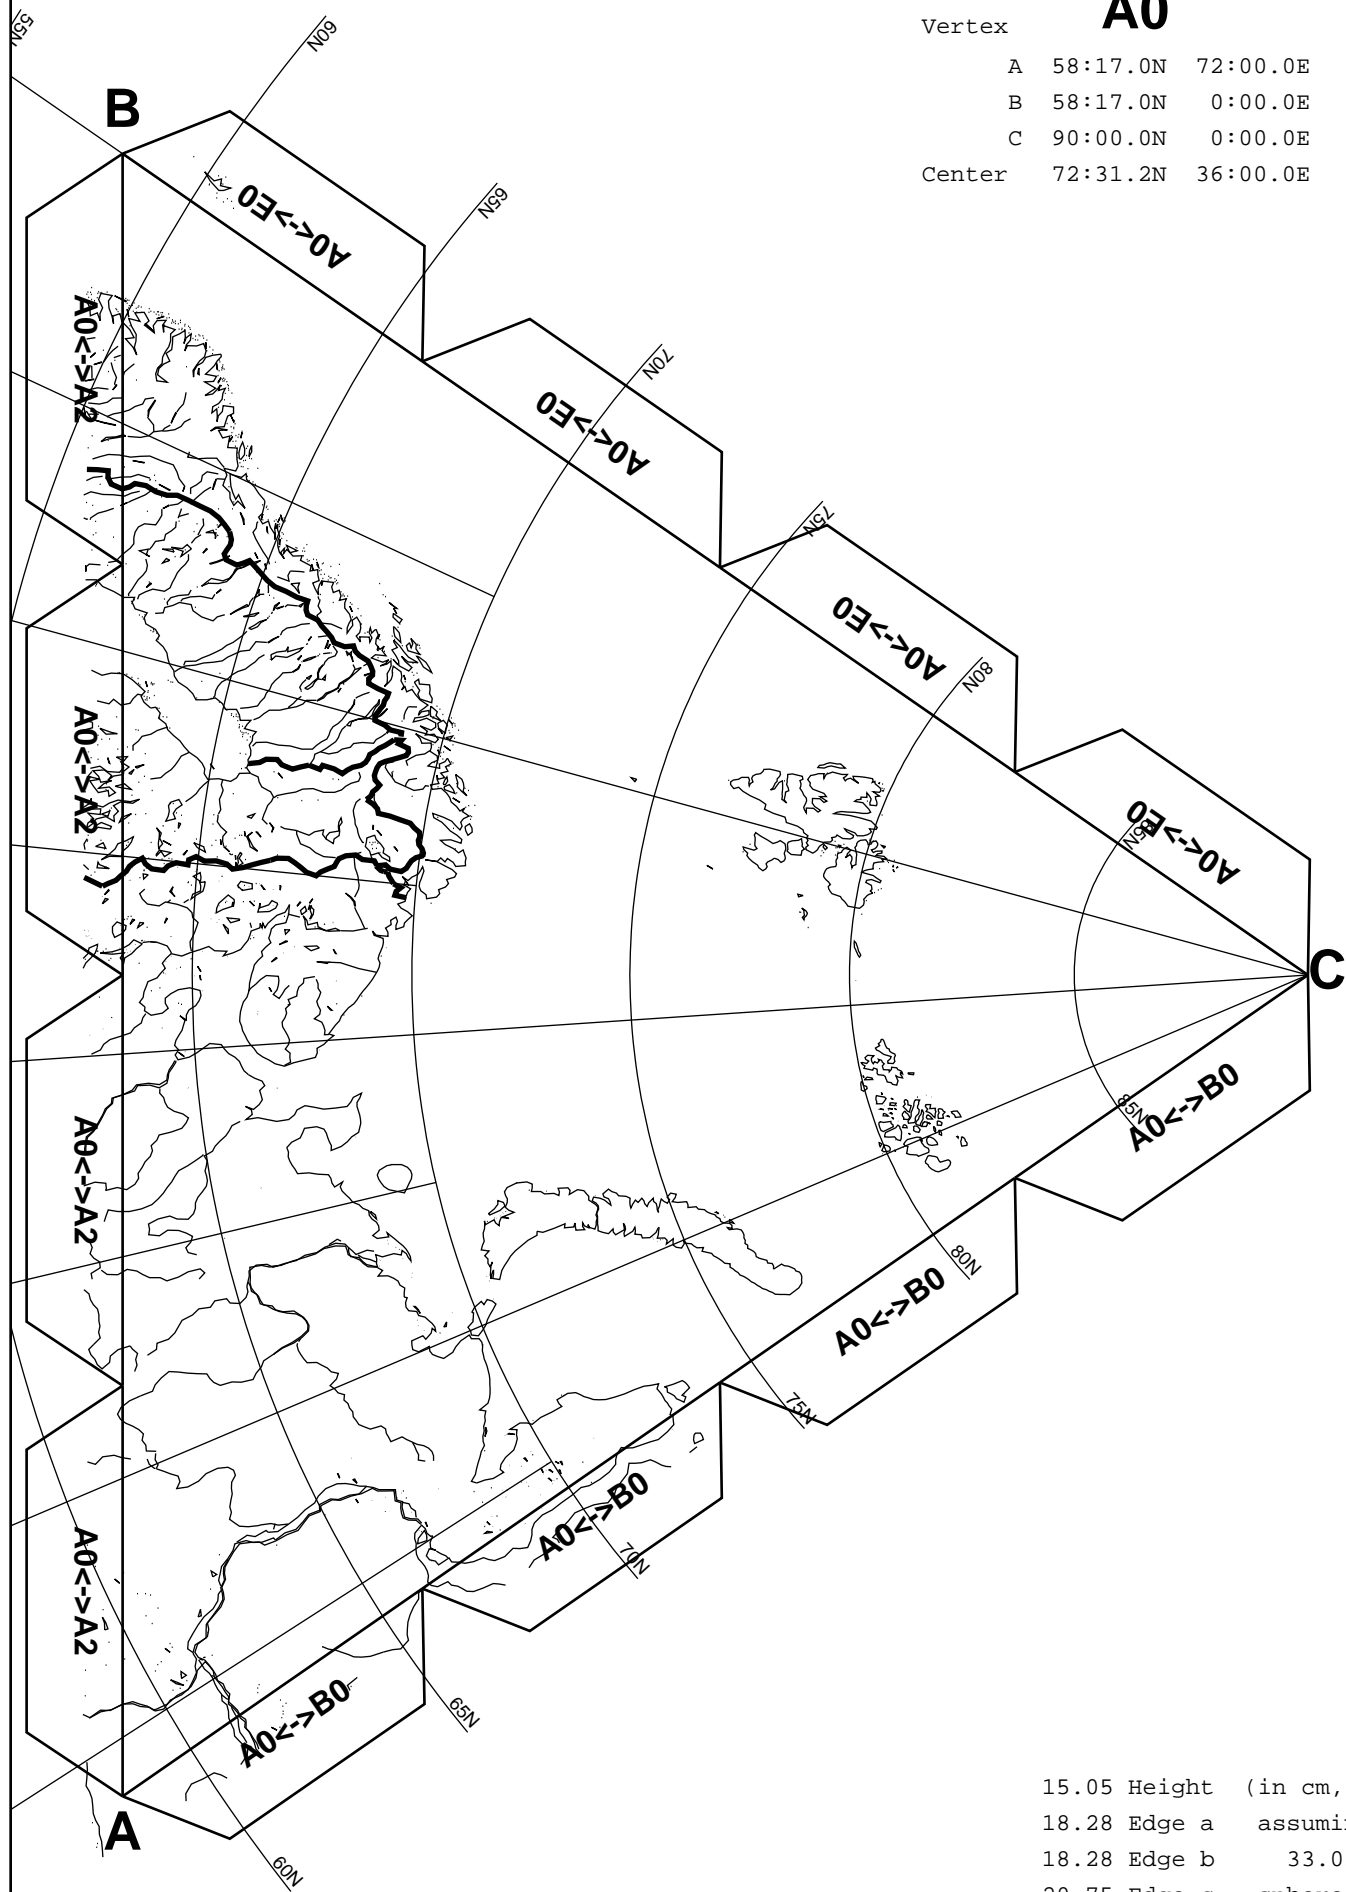 A0
Vertex
A 58:17.0N 72:00.0E
B 58:17.0N 0:00.0E
C 90:00.0N 0:00.0E
Center 72:31.2N 36:00.0E
55N
60N
B
A0<->E0
65N
A0<->A2
70N
A0<->E0
75N
A0<->E0
80N
A0<->A2
85N
A0<->E0
C
A0<->B0
85N
A0<->A2
80N
A0<->B0
75N
A0<->B0
70N
A0<->A2
A0<->B0
65N
A
60N
15.05 Height (in cm,
18.28 Edge a
18.28 Edge b 33.0